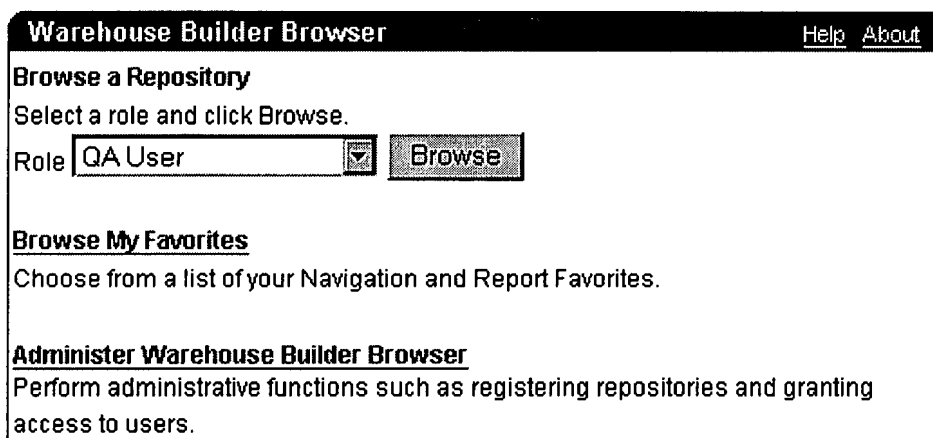 Warehouse Builder Browser Help About
Browse a Repository
Select a role and click Browse.
Role QA User Browse
Browse My Favorites
Choose from a list of your Navigation and Report Favorites.
Administer Warehouse Builder Browser
Perform administrative functions such as registering repositories and granting
access to users.